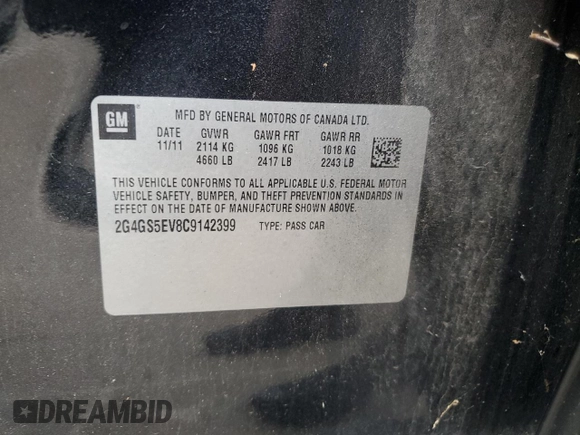 GM
MFD BY GENERAL MOTORS OF CANADA LTD.
11/11 GVWR GAWR FRT GAWR RR
2114 KG 1096 KG 1018 KG
4660 LB 2417 LB 2243 LB
THIS VEHICLE CONFORMS TO ALL APPLICABLE U.S. FEDERAL MOTOR
VEHICLE SAFETY, BUMPER, AND THEFT PREVENTION STANDARDS IN
EFFECT ON THE DATE OF MANUFACTURE SHOWN ABOVE.
2G4GS5EV8C9142399 TYPE: PASS CAR
DREAMBID